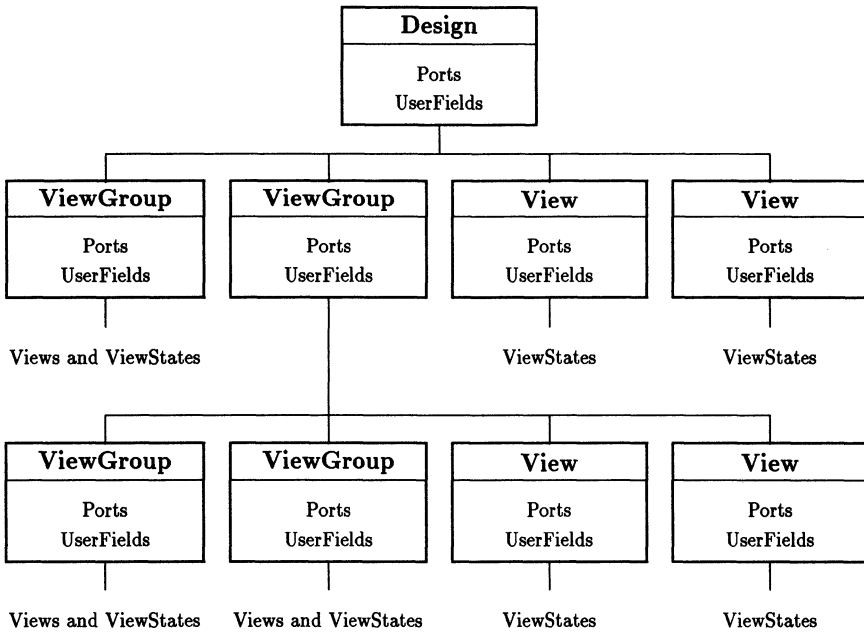 Design
Ports
UserFields
ViewGroup ViewGroup View View
Ports Ports Ports Ports
UserFields UserFields UserFields UserFields
Views and ViewStates ViewStates ViewStates
ViewGroup ViewGroup View View
Ports Ports Ports Ports
UserFields UserFields UserFields UserFields
Views and ViewStates Views and ViewStates ViewStates ViewStates